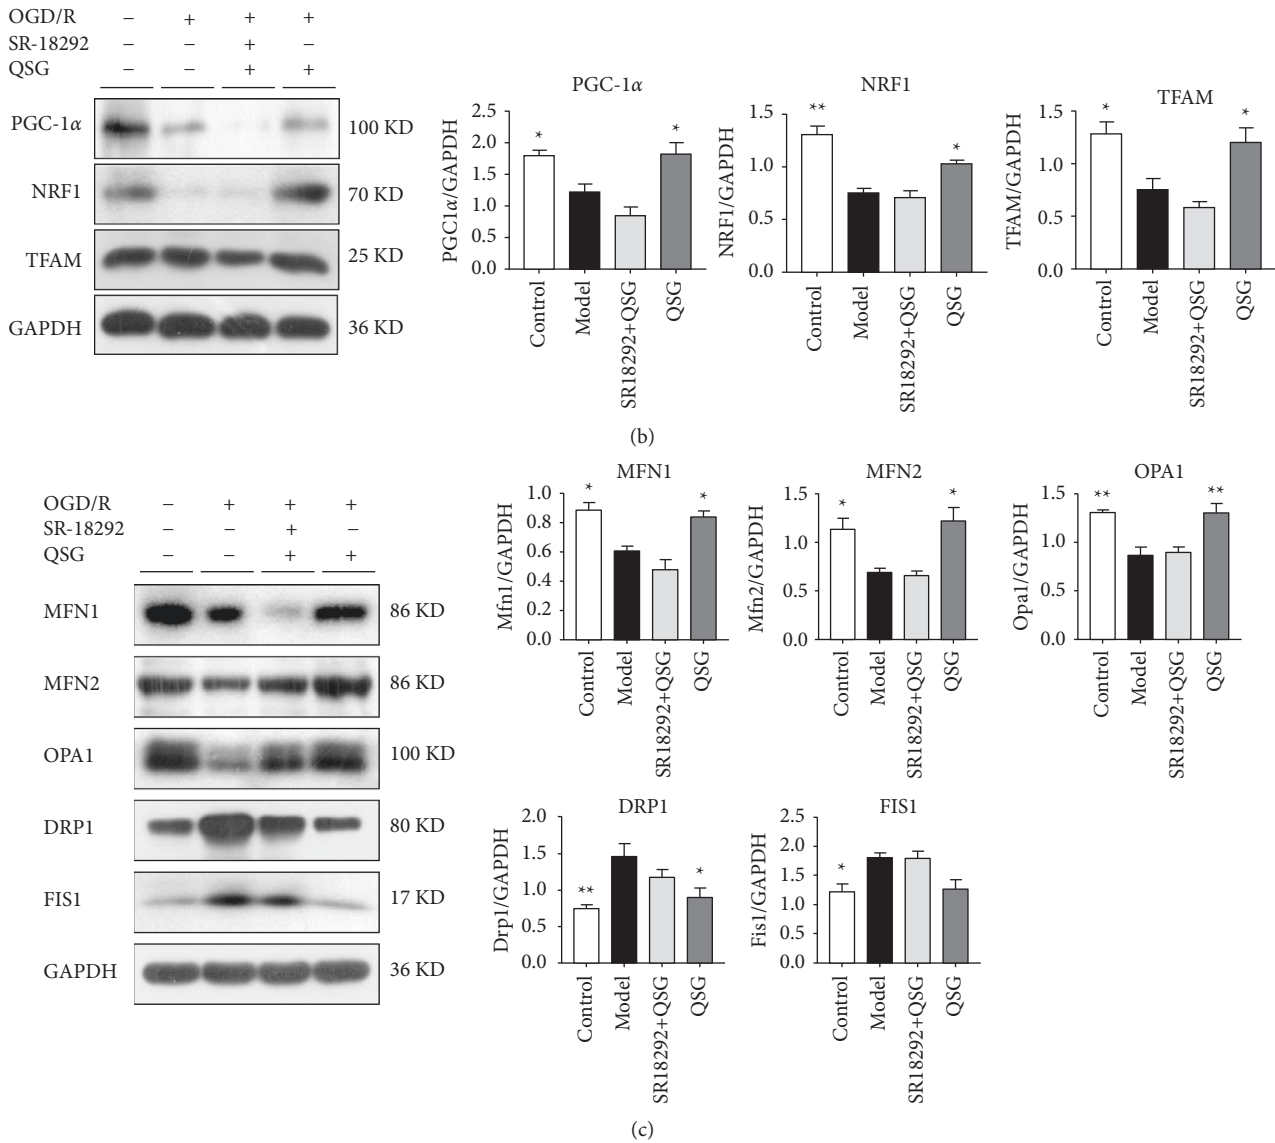 OGD/R − + + +
SR-18292 − − + −
QSG − − + +
PGC-1α 100 KD
NRF1 70 KD
TFAM 25 KD
GAPDH 36 KD
PGC-1α
PGC1α/GAPDH
2.5
2.0
1.5
1.0
0.5
0.0
* *
Control
Model
SR18292+QSG
QSG
NRF1
NRF1/GAPDH
1.5
1.0
0.5
0.0
** *
Control
Model
SR18292+QSG
QSG
TFAM
TFAM/GAPDH
1.5
1.0
0.5
0.0
* *
Control
Model
SR18292+QSG
QSG
(b)
OGD/R − + + +
SR-18292 − − + −
QSG − − + +
MFN1 86 KD
MFN2 86 KD
OPA1 100 KD
DRP1 80 KD
FIS1 17 KD
GAPDH 36 KD
MFN1
Mfn1/GAPDH
1.0
0.8
0.6
0.4
0.2
0.0
* *
Control
Model
SR18292+QSG
QSG
MFN2
Mfn2/GAPDH
1.5
1.0
0.5
0.0
* *
Control
Model
SR18292+QSG
QSG
OPA1
Opa1/GAPDH
1.5
1.0
0.5
0.0
** **
Control
Model
SR18292+QSG
QSG
DRP1
Drp1/GAPDH
2.0
1.5
1.0
0.5
0.0
** *
Control
Model
SR18292+QSG
QSG
FIS1
Fis1/GAPDH
2.5
2.0
1.5
1.0
0.5
0.0
*
Control
Model
SR18292+QSG
QSG
(c)